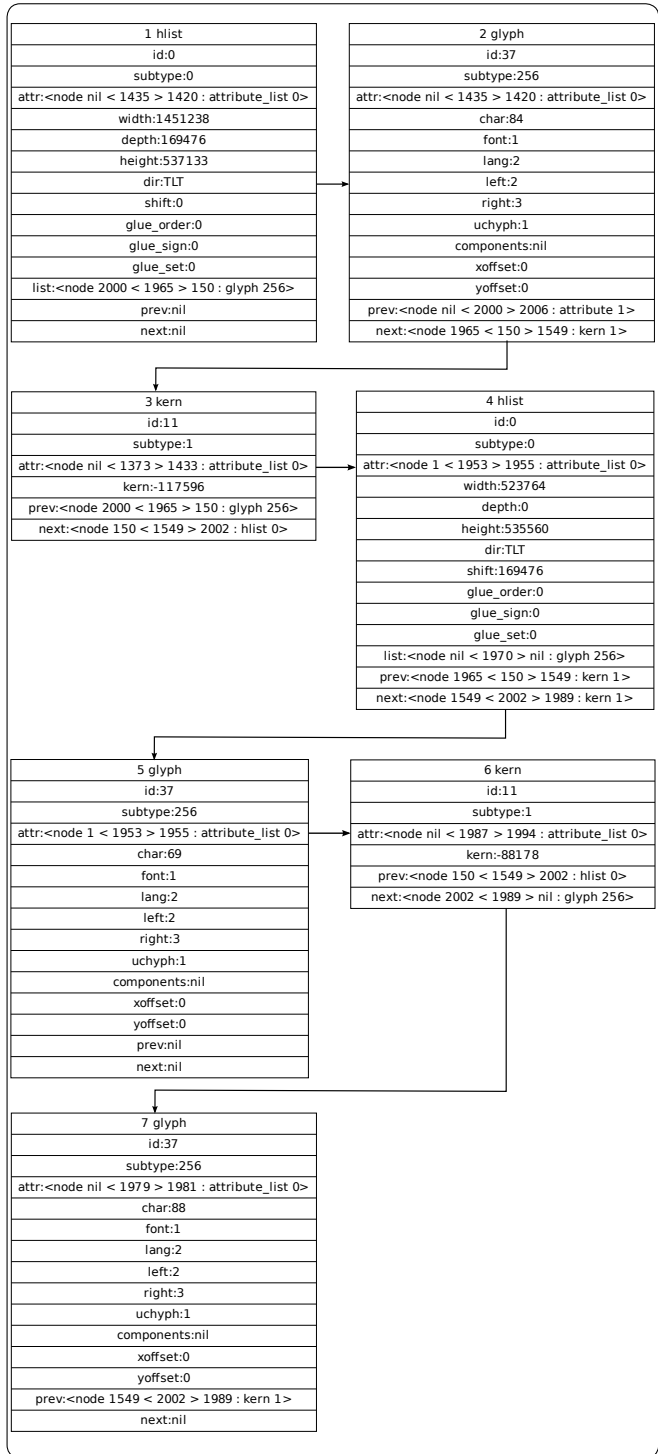 1 hlist
id:0
subtype:0
attr:<node nil < 1435 > 1420 : attribute_list 0>
width:1451238
depth:169476
height:537133
dir:TLT
shift:0
glue_order:0
glue_sign:0
glue_set:0
list:<node 2000 < 1965 > 150 : glyph 256>
prev:nil
next:nil
2 glyph
id:37
subtype:256
attr:<node nil < 1435 > 1420 : attribute_list 0>
char:84
font:1
lang:2
left:2
right:3
uchyph:1
components:nil
xoffset:0
yoffset:0
prev:<node nil < 2000 > 2006 : attribute 1>
next:<node 1965 < 150 > 1549 : kern 1>
3 kern
id:11
subtype:1
attr:<node nil < 1373 > 1433 : attribute_list 0>
kern:-117596
prev:<node 2000 < 1965 > 150 : glyph 256>
next:<node 150 < 1549 > 2002 : hlist 0>
4 hlist
id:0
subtype:0
attr:<node 1 < 1953 > 1955 : attribute_list 0>
width:523764
depth:0
height:535560
dir:TLT
shift:169476
glue_order:0
glue_sign:0
glue_set:0
list:<node nil < 1970 > nil : glyph 256>
prev:<node 1965 < 150 > 1549 : kern 1>
next:<node 1549 < 2002 > 1989 : kern 1>
5 glyph
id:37
subtype:256
attr:<node 1 < 1953 > 1955 : attribute_list 0>
char:69
font:1
lang:2
left:2
right:3
uchyph:1
components:nil
xoffset:0
yoffset:0
prev:nil
next:nil
6 kern
id:11
subtype:1
attr:<node nil < 1987 > 1994 : attribute_list 0>
kern:-88178
prev:<node 150 < 1549 > 2002 : hlist 0>
next:<node 2002 < 1989 > nil : glyph 256>
7 glyph
id:37
subtype:256
attr:<node nil < 1979 > 1981 : attribute_list 0>
char:88
font:1
lang:2
left:2
right:3
uchyph:1
components:nil
xoffset:0
yoffset:0
prev:<node 1549 < 2002 > 1989 : kern 1>
next:nil